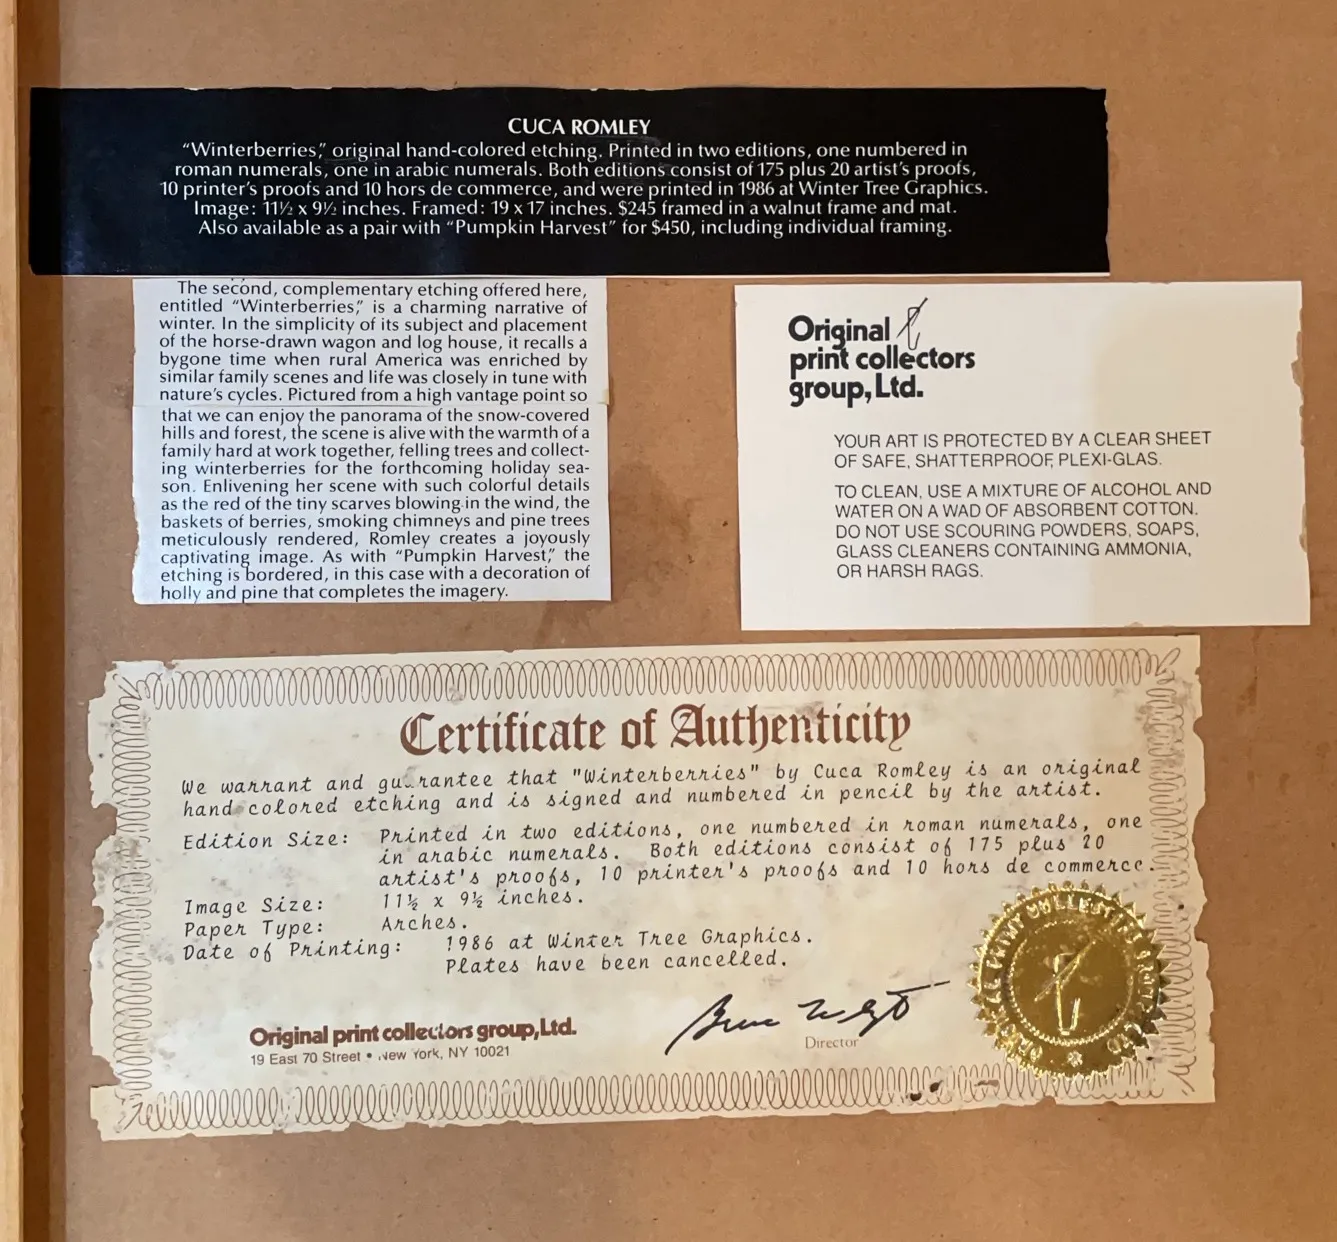 CUCA ROMLEY
“Winterberries,” original hand-colored etching. Printed in two editions, one numbered in
roman numerals, one in arabic numerals. Both editions consist of 175 plus 20 artist’s proofs,
10 printer’s proofs and 10 hors de commerce, and were printed in 1986 at Winter Tree Graphics.
Image: 11½ x 9½ inches. Framed: 19 x 17 inches. $245 framed in a walnut frame and mat.
Also available as a pair with “Pumpkin Harvest” for $450, including individual framing.
The second, complementary etching offered here,
entitled “Winterberries,” is a charming narrative of
winter. In the simplicity of its subject and placement
of the horse-drawn wagon and log house, it recalls a
bygone time when rural America was enriched by
similar family scenes and life was closely in tune with
nature’s cycles. Pictured from a high vantage point so
that we can enjoy the panorama of the snow-covered
hills and forest, the scene is alive with the warmth of a
family hard at work together, felling trees and collect-
ing winterberries for the forthcoming holiday sea-
son. Enlivening her scene with such colorful details
as the red of the tiny scarves blowing in the wind, the
baskets of berries, smoking chimneys and pine trees
meticulously rendered, Romley creates a joyously
captivating image. As with “Pumpkin Harvest,” the
etching is bordered, in this case with a decoration of
holly and pine that completes the imagery.
Original
print collectors
group, Ltd.
YOUR ART IS PROTECTED BY A CLEAR SHEET
OF SAFE, SHATTERPROOF, PLEXI-GLAS.
TO CLEAN, USE A MIXTURE OF ALCOHOL AND
WATER ON A WAD OF ABSORBENT COTTON.
DO NOT USE SCOURING POWDERS, SOAPS,
GLASS CLEANERS CONTAINING AMMONIA,
OR HARSH RAGS.
Certificate of Authenticity
We warrant and guarantee that "Winterberries" by Cuca Romley is an original
hand colored etching and is signed and numbered in pencil by the artist.
Edition Size: Printed in two editions, one numbered in roman numerals, one
in arabic numerals. Both editions consist of 175 plus 20
artist's proofs, 10 printer's proofs and 10 hors de commerce.
Image Size: 11½ x 9½ inches.
Paper Type: Arches.
Date of Printing: 1986 at Winter Tree Graphics.
Plates have been cancelled.
Original print collectors group, Ltd.
19 East 70 Street • New York, NY 10021
Director